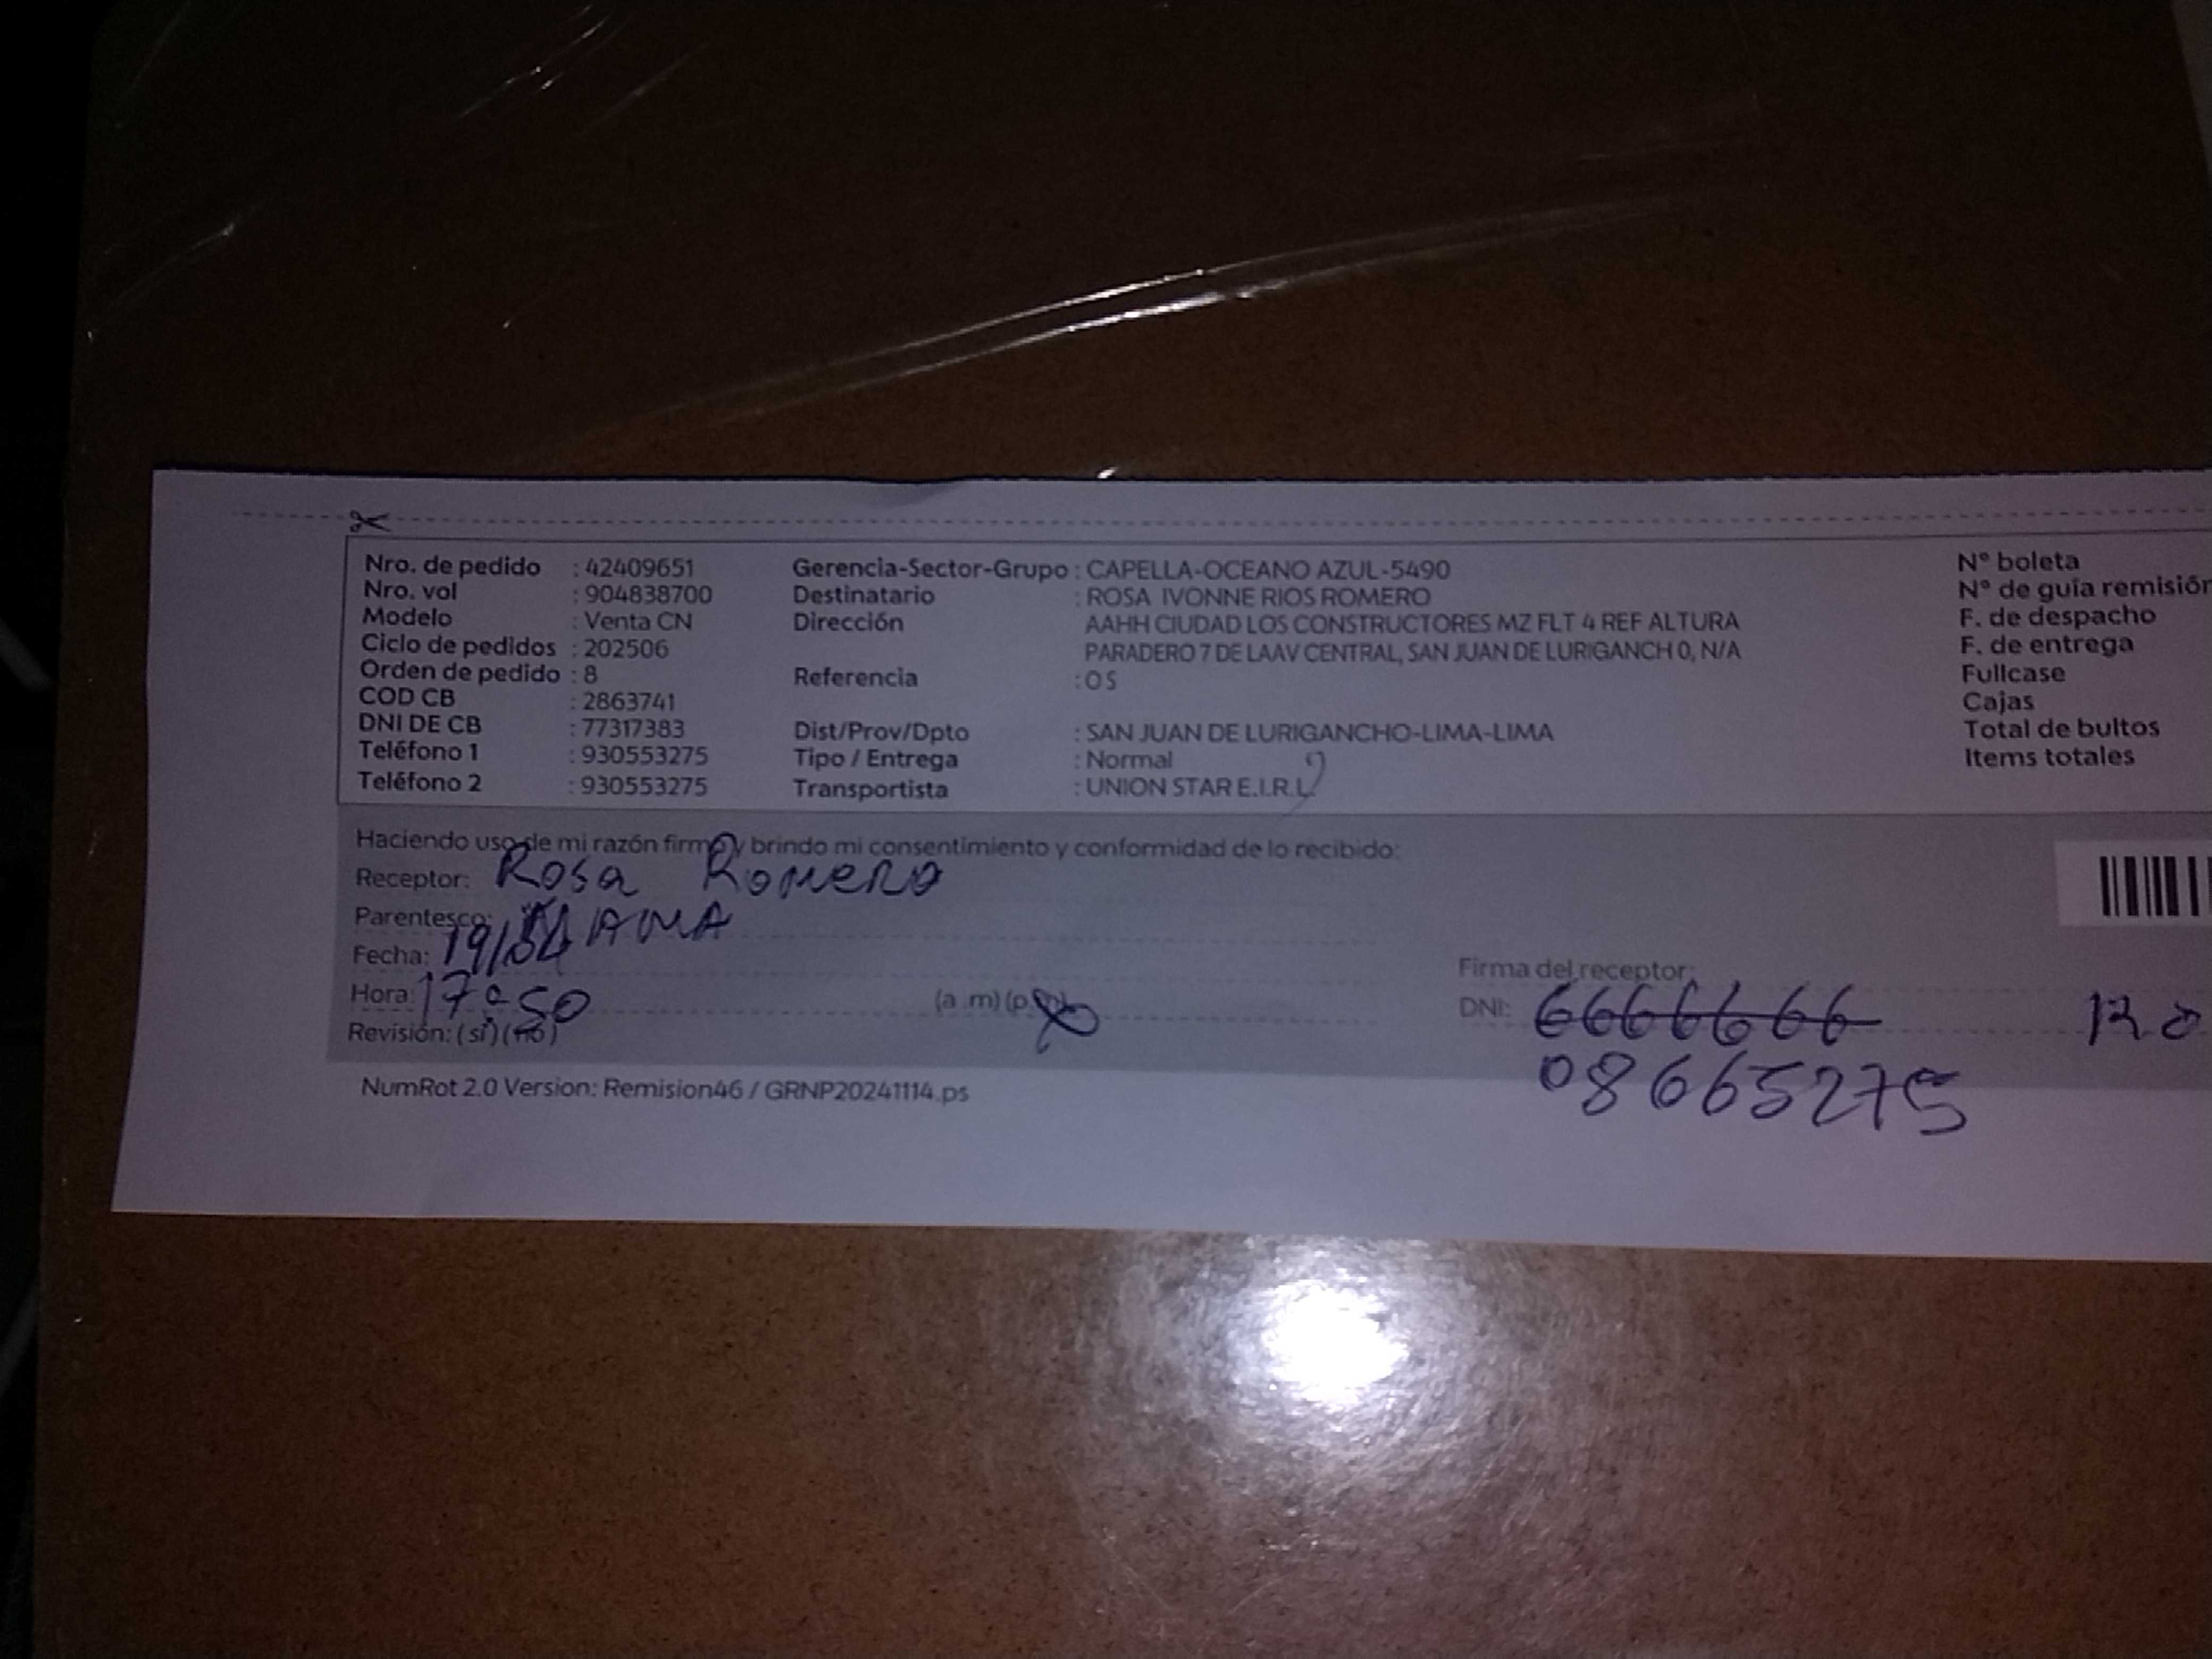 Nro. de pedido : 42409651 Gerencia-Sector-Grupo : CAPELLA-OCEANO AZUL-5490 N° boleta
Nro. vol : 904838700 Destinatario : ROSA IVONNE RIOS ROMERO N° de guía remisión
Modelo : Venta CN Dirección AAHH CIUDAD LOS CONSTRUCTORES MZ FLT 4 REF ALTURA F. de despacho
Ciclo de pedidos : 202506 PARADERO 7 DE LAAV CENTRAL, SAN JUAN DE LURIGANCH 0, N/A F. de entrega
Orden de pedido : 8 Referencia : OS Fullcase
COD CB : 2863741 Cajas
DNI DE CB : 77317383 Dist/Prov/Dpto : SAN JUAN DE LURIGANCHO-LIMA-LIMA Total de bultos
Teléfono 1 : 930553275 Tipo / Entrega : Normal Items totales
Teléfono 2 : 930553275 Transportista : UNION STAR E.I.R.L.
Haciendo uso de mi razón firmo y brindo mi consentimiento y conformidad de lo recibido:
Receptor: Rosa Romero
Parentesco: MAMA
Fecha: 19/04 Firma del receptor:
Hora: 17:50 (a .m) (p.m) DNI: 6666666
Revisión: (si) (no) 08665275
NumRot 2.0 Version: Remision46 / GRNP20241114.ps